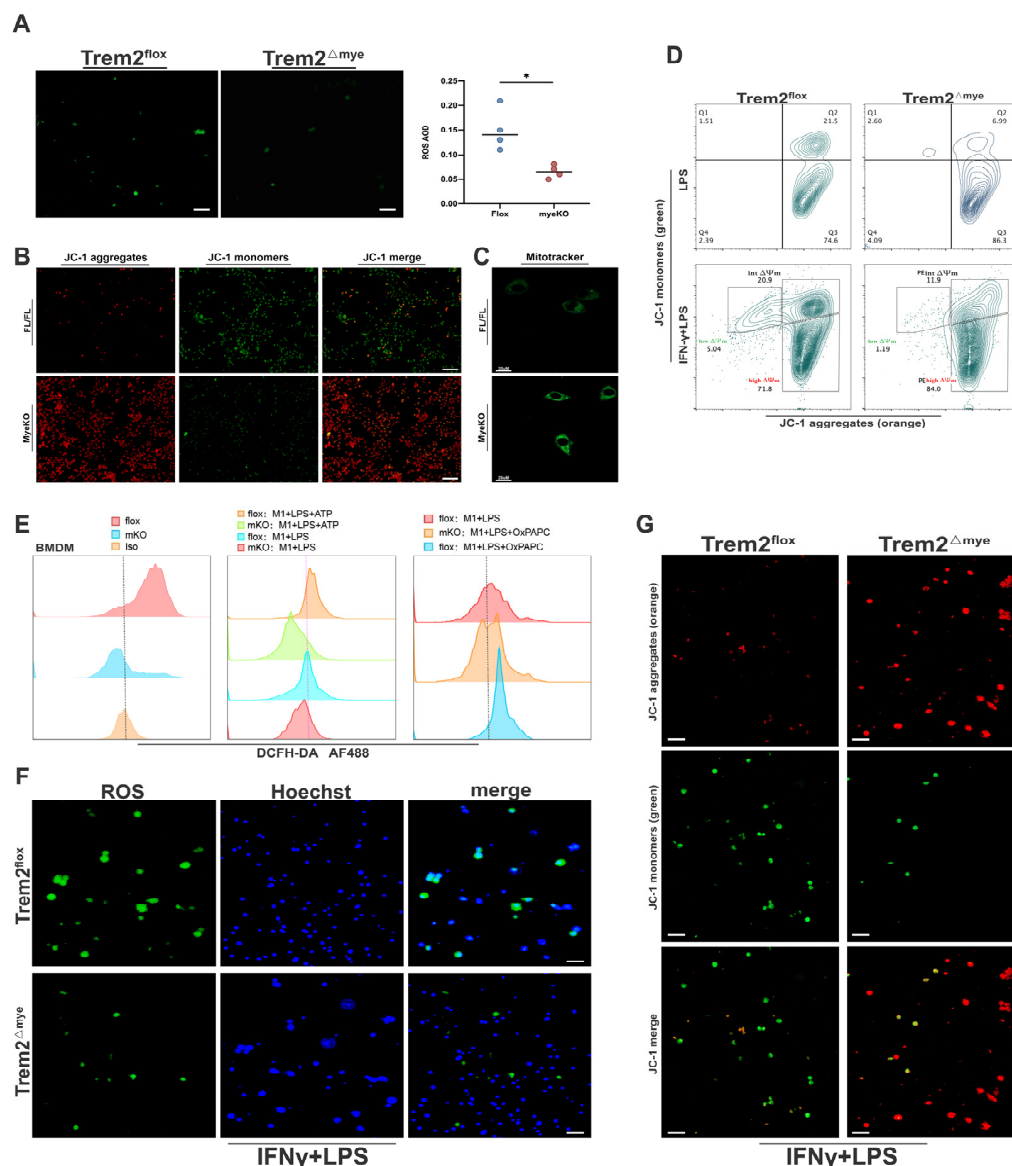 A
Trem2flox
Trem2△mye
*
0.25
0.20
0.15
0.10
0.05
0.00
ROS AOD
Flox
myeKO
B
JC-1 aggregates
JC-1 monomers
JC-1 merge
FL/FL
MyeKO
C
Mitotracker
20uM
20uM
D
Trem2flox
Trem2△mye
Q1
1.51
Q2
21.5
Q4
2.39
Q3
74.6
Q1
2.60
Q2
6.99
Q4
4.09
Q3
86.3
LPS
IFN-γ+LPS
JC-1 monomers (green)
int ΔΨm
20.9
low ΔΨm
5.04
high ΔΨm
71.8
PEint ΔΨm
11.9
low ΔΨm
1.19
PEhigh ΔΨm
84.0
JC-1 aggregates (orange)
E
BMDM
flox
mKO
Iso
flox: M1+LPS+ATP
mKO: M1+LPS+ATP
flox: M1+LPS
mKO: M1+LPS
flox: M1+LPS
mKO: M1+LPS+OxPAPC
flox: M1+LPS+OxPAPC
DCFH-DA AF488
F
ROS
Hoechst
merge
Trem2flox
Trem2△mye
IFNγ+LPS
G
Trem2flox
Trem2△mye
JC-1 aggregates (orange)
JC-1 monomers (green)
JC-1 merge
IFNγ+LPS